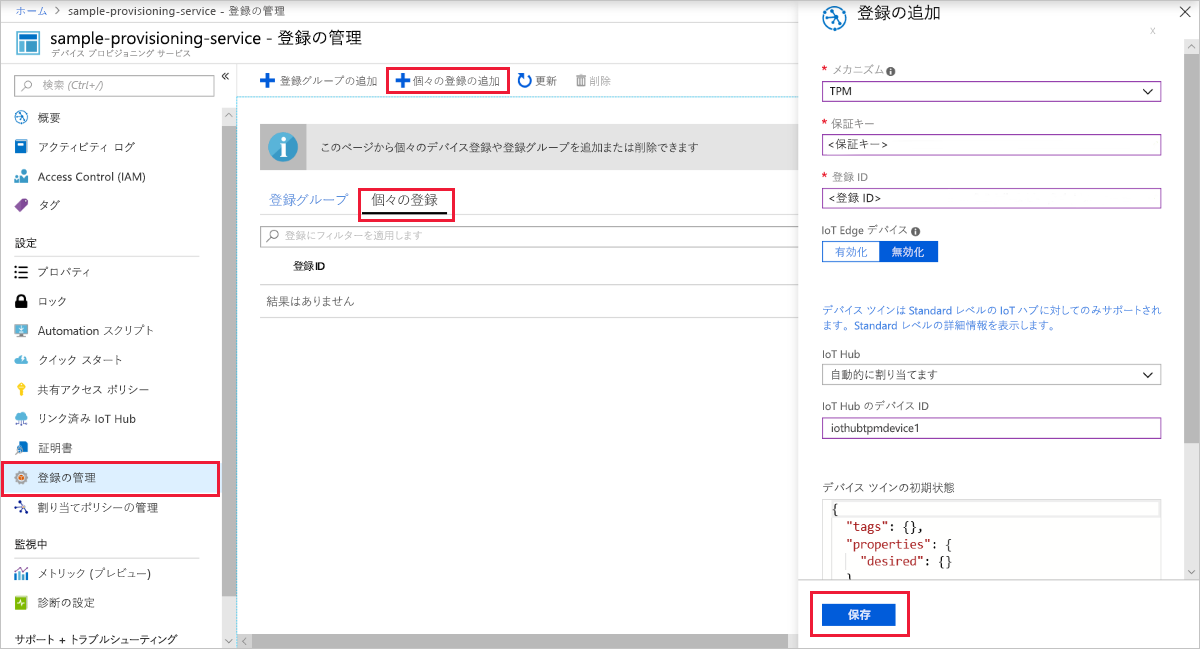 ホーム > sample-provisioning-service - 登録の管理
sample-provisioning-service - 登録の管理
デバイス プロビジョニング サービス
検索 (Ctrl+/)
概要
アクティビティ ログ
Access Control (IAM)
タグ
設定
プロパティ
ロック
Automation スクリプト
クイック スタート
共有アクセス ポリシー
リンク済み IoT Hub
証明書
登録の管理
割り当てポリシーの管理
監視中
メトリック (プレビュー)
診断の設定
サポート + トラブルシューティング
登録グループの追加 個々の登録の追加 更新 削除
このページから個々のデバイス登録や登録グループを追加または削除できます
登録グループ 個々の登録
登録にフィルターを適用します
登録ID
結果はありません
登録の追加
x
* メカニズム
TPM
* 保証キー
<保証キー>
* 登録 ID
<登録 ID>
IoT Edge デバイス
有効化 無効化
デバイス ツインは Standard レベルの IoT ハブに対してのみサポートされ
ます。Standard レベルの詳細情報を表示します。
IoT Hub
自動的に割り当てます
IoT Hub のデバイス ID
iothubtpmdevice1
デバイス ツインの初期状態
{
"tags": {},
"properties": {
"desired": {}
}
保存